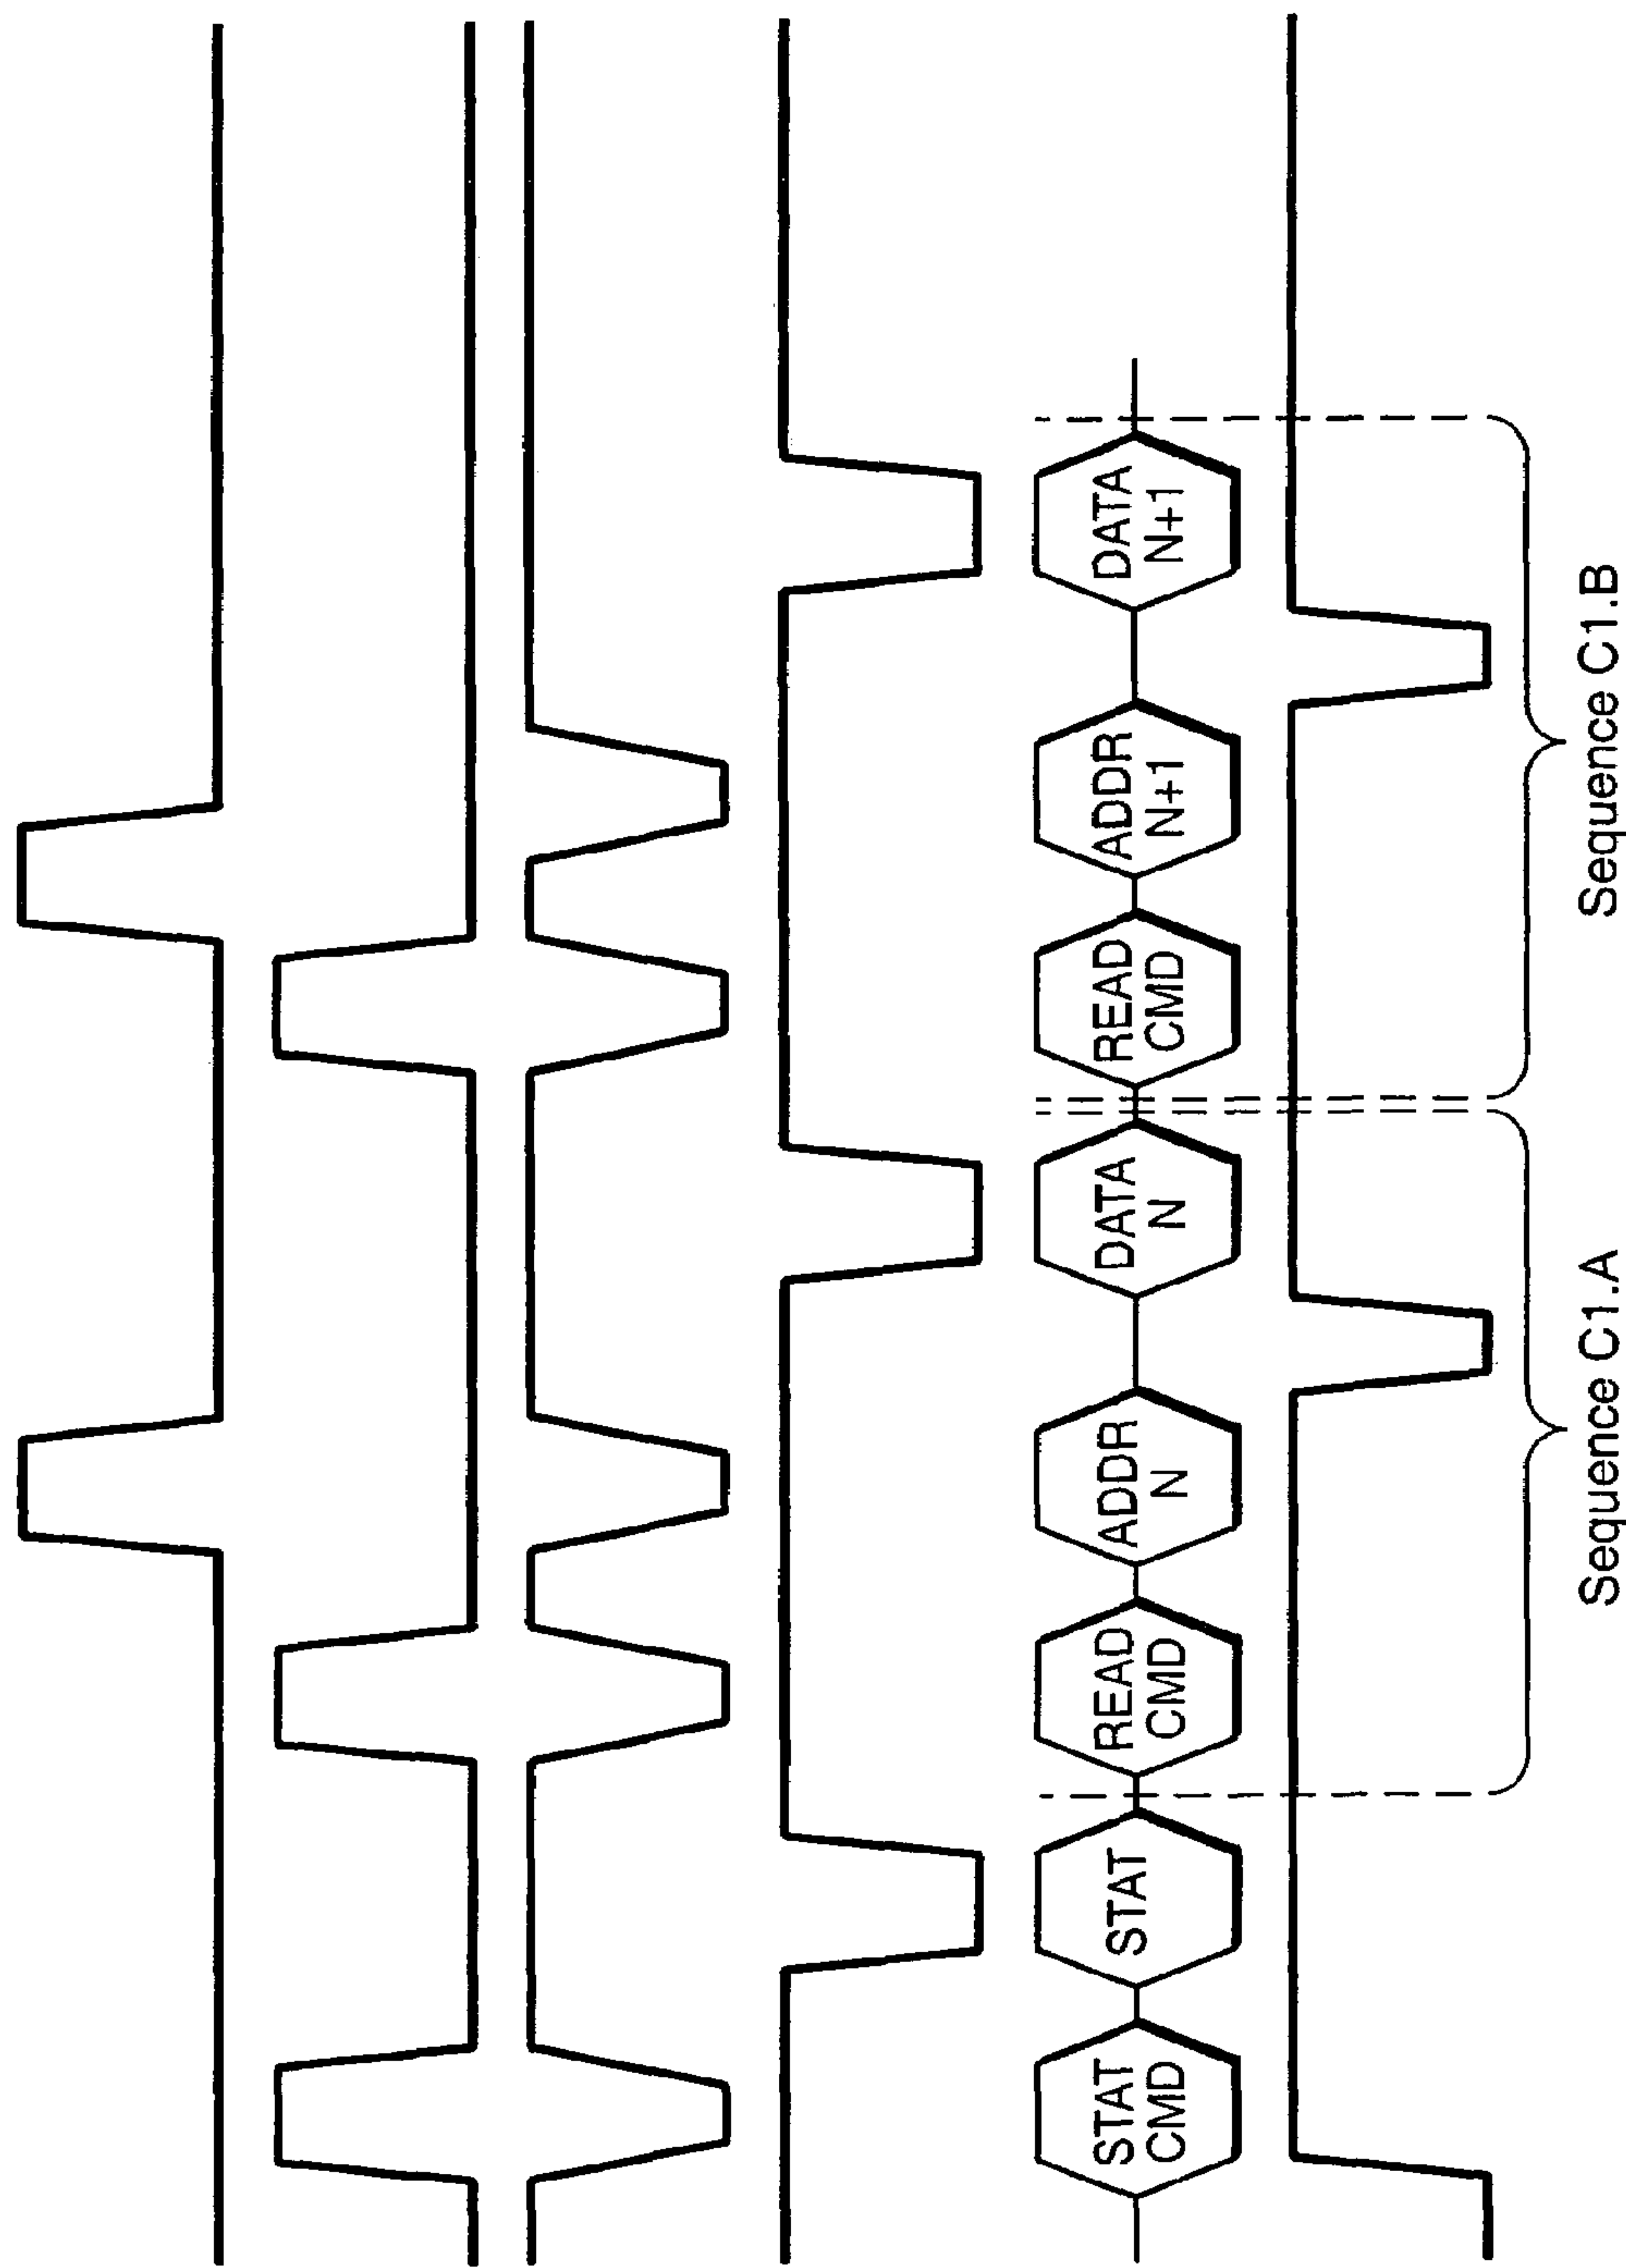 STAT
CMD
STAT
READ
CMD
ADDR
N
DATA
N
READ
CMD
ADDR
N+1
DATA
N+1
Sequence C1.A
Sequence C1.B